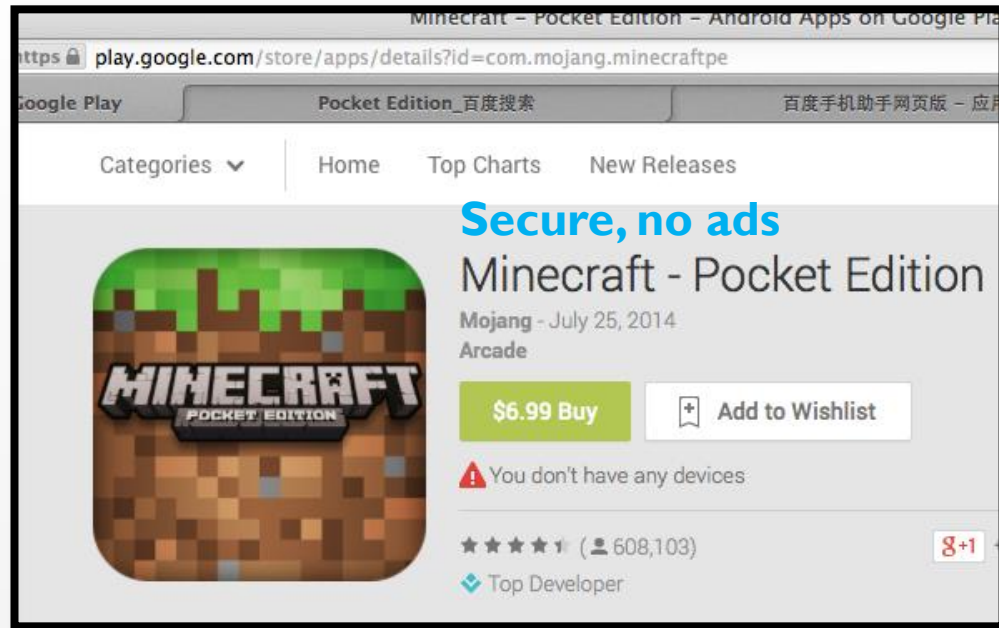 Minecraft – Pocket Edition – Android Apps on Google Pla
https play.google.com/store/apps/details?id=com.mojang.minecraftpe
Google Play
Pocket Edition_百度搜索
百度手机助手网页版 - 应用
Categories
Home
Top Charts
New Releases
Secure, no ads
Minecraft - Pocket Edition
Mojang - July 25, 2014
Arcade
MINECRAFT
POCKET EDITION
$6.99 Buy
Add to Wishlist
You don't have any devices
(608,103)
g+1
Top Developer